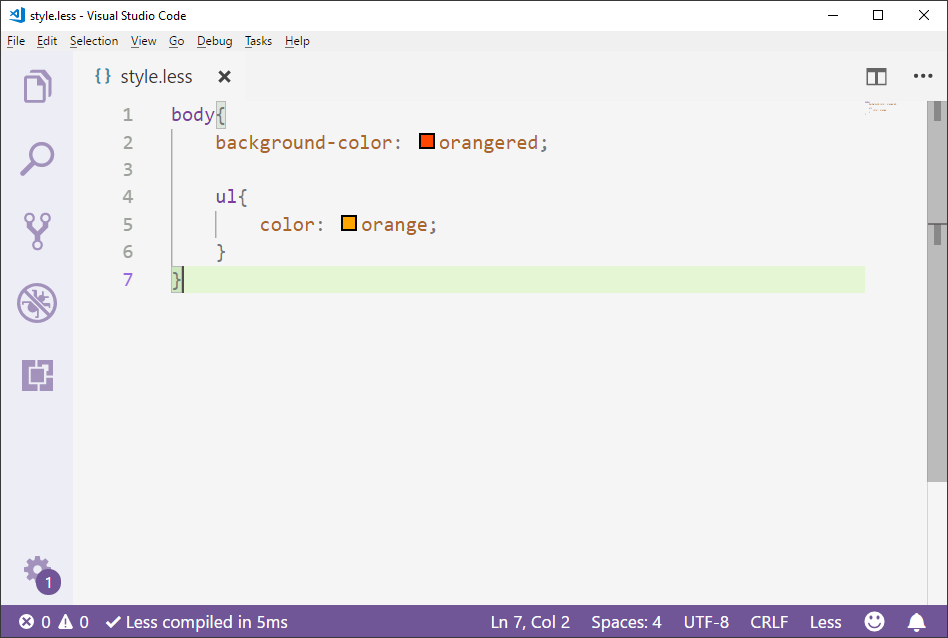 style.less - Visual Studio Code
File Edit Selection View Go Debug Tasks Help
{} style.less
1 body{
2     background-color: orangered;
3
4     ul{
5         color: orange;
6     }
7 }
1
0 0 Less compiled in 5ms Ln 7, Col 2 Spaces: 4 UTF-8 CRLF Less